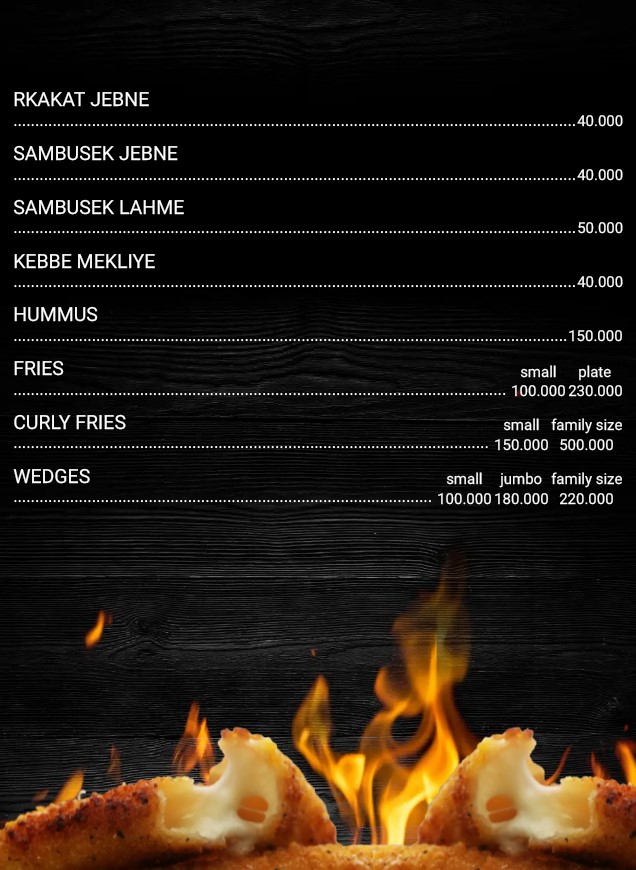 RKAKAT JEBNE
40.000
SAMBUSEK JEBNE
40.000
SAMBUSEK LAHME
50.000
KEBBE MEKLIYE
40.000
HUMMUS
150.000
FRIES small plate
100.000 230.000
CURLY FRIES small family size
150.000 500.000
WEDGES small jumbo family size
100.000 180.000 220.000